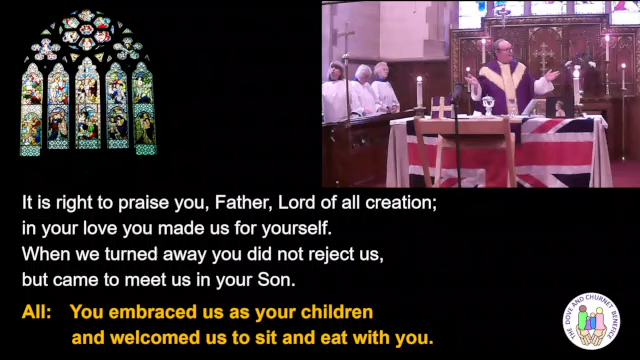 It is right to praise you, Father, Lord of all creation;
in your love you made us for yourself.
When we turned away you did not reject us,
but came to meet us in your Son.
All: You embraced us as your children
and welcomed us to sit and eat with you.
THE DOVE AND CHURNET BENEFICE